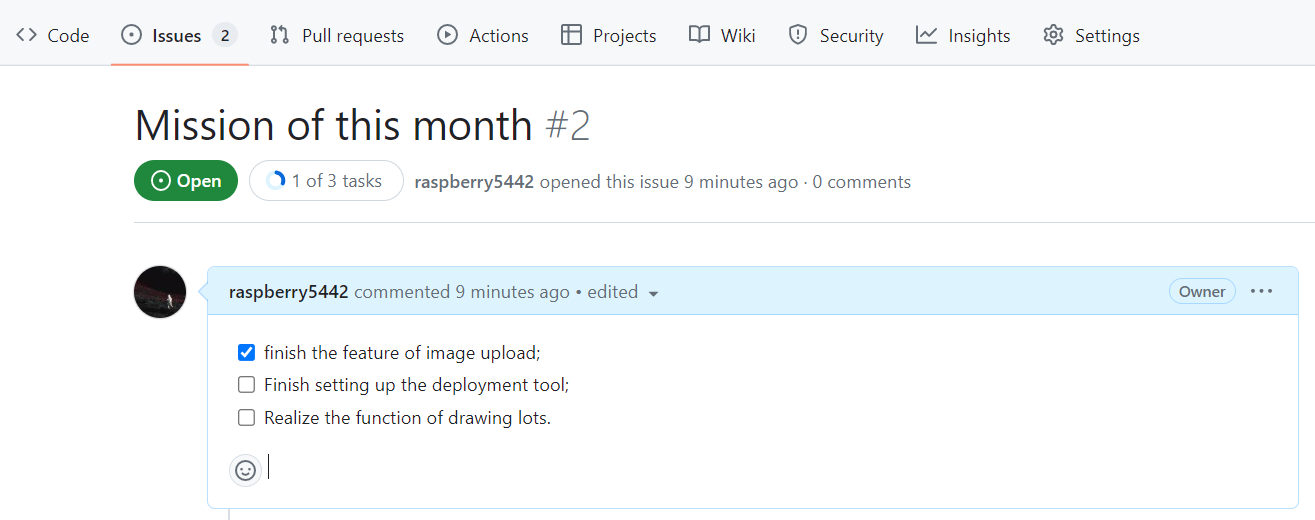 Code Issues 2 Pull requests Actions Projects Wiki Security Insights Settings
Mission of this month #2
Open 1 of 3 tasks raspberry5442 opened this issue 9 minutes ago · 0 comments
raspberry5442 commented 9 minutes ago • edited Owner
finish the feature of image upload;
Finish setting up the deployment tool;
Realize the function of drawing lots.